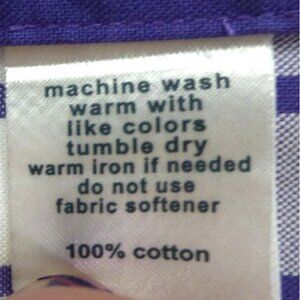 machine wash
warm with
like colors
tumble dry
warm iron if needed
do not use
fabric softener
100% cotton